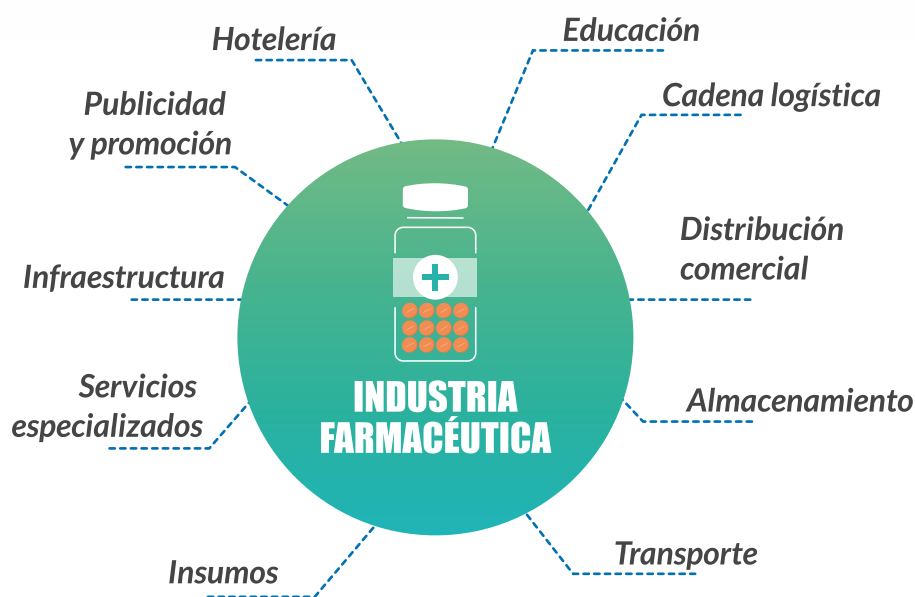 Hotelería
Educación
Publicidad
y promoción
Cadena logística
Infraestructura
Distribución
comercial
Servicios
especializados
Almacenamiento
INDUSTRIA
FARMACÉUTICA
Insumos
Transporte